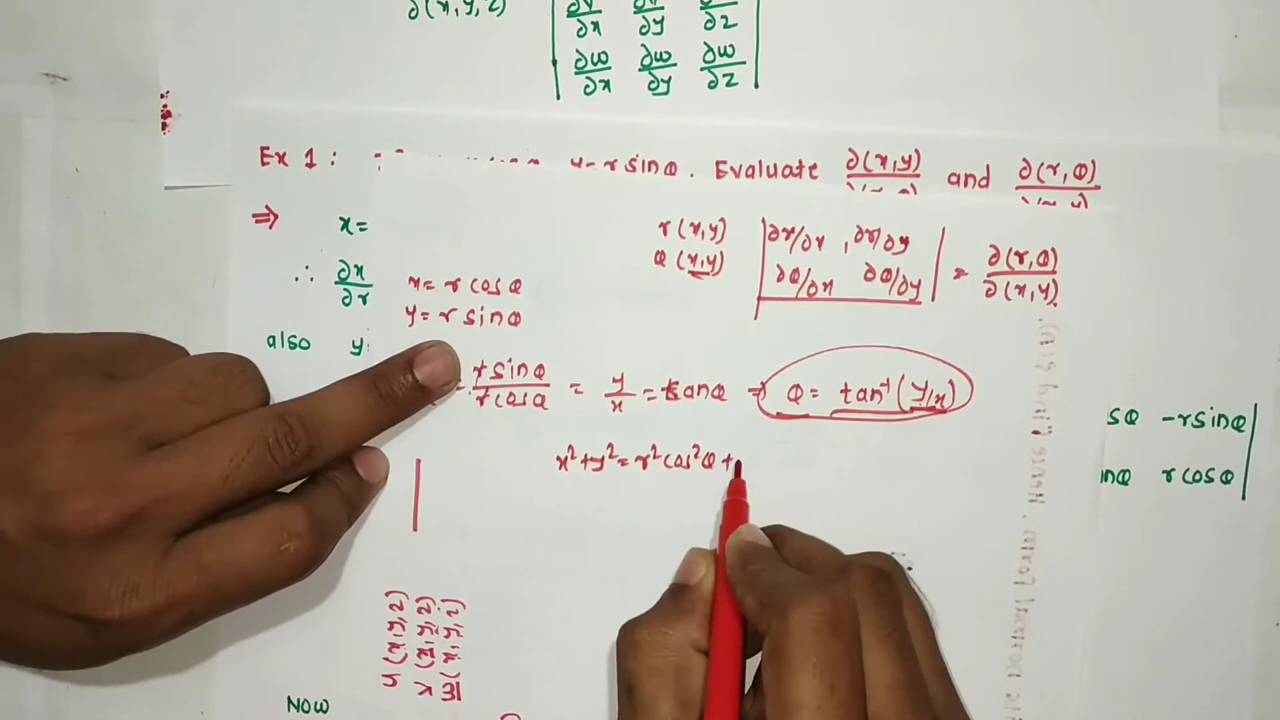 ∂(x,y,z)
∂x ∂y ∂z
∂w/∂x ∂w/∂y ∂w/∂z
Ex 1: y=r sinθ. Evaluate ∂(x,y) and ∂(r,θ)
⇒ x=
r(x,y)
θ(x,y)
|∂r/∂x , ∂r/∂y|
|∂θ/∂x ∂θ/∂y| = ∂(r,θ)/∂(x,y)
∴ ∂x/∂r
x = r cosθ
y = r sinθ
also y
= r sinθ/r cosθ = y/x = tanθ ⇒ θ = tan⁻¹(y/x)
sθ -r sinθ
nθ r cosθ
x²+y² = r² cos²θ +
u(x,y,z)
v(x,y,z)
w(x,y,z)
Now